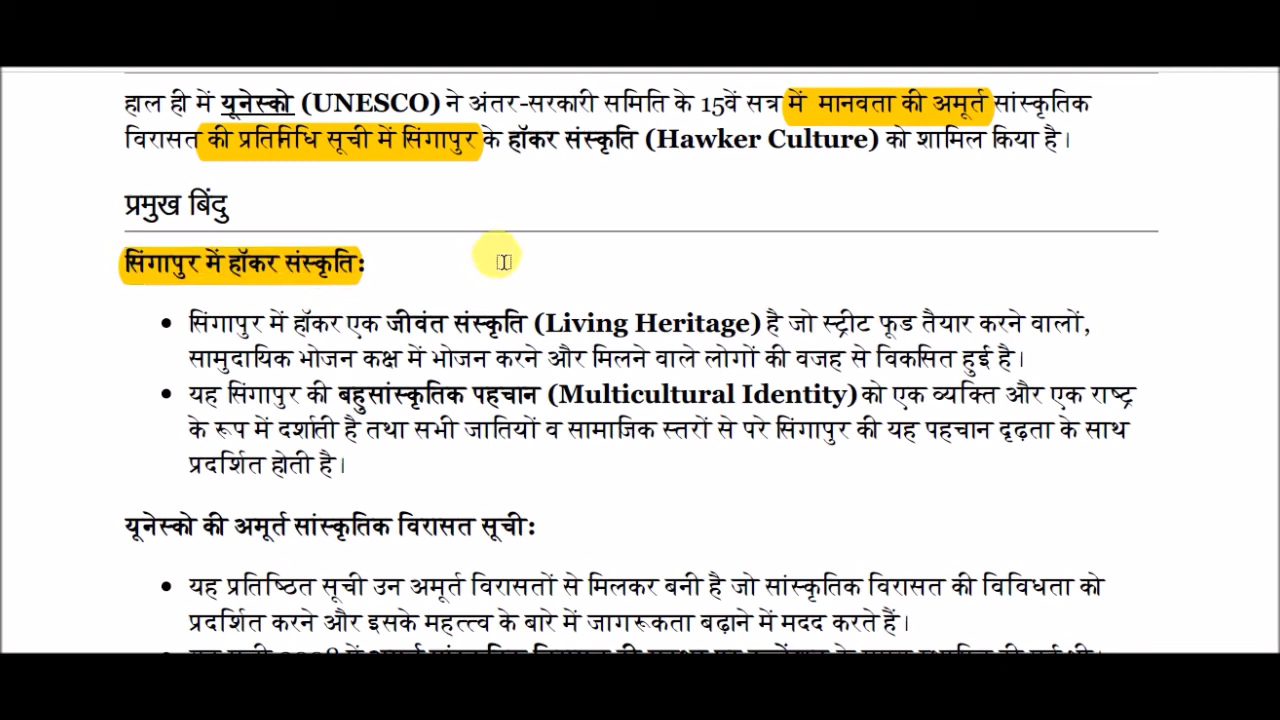 हाल ही में यूनेस्को (UNESCO) ने अंतर-सरकारी समिति के 15वें सत्र में मानवता की अमूर्त सांस्कृतिक
विरासत की प्रतिनिधि सूची में सिंगापुर के हॉकर संस्कृति (Hawker Culture) को शामिल किया है।
प्रमुख बिंदु
सिंगापुर में हॉकर संस्कृति:
• सिंगापुर में हॉकर एक जीवंत संस्कृति (Living Heritage) है जो स्ट्रीट फूड तैयार करने वालों,
सामुदायिक भोजन कक्ष में भोजन करने और मिलने वाले लोगों की वजह से विकसित हुई है।
• यह सिंगापुर की बहुसांस्कृतिक पहचान (Multicultural Identity) को एक व्यक्ति और एक राष्ट्र
के रूप में दर्शाती है तथा सभी जातियों व सामाजिक स्तरों से परे सिंगापुर की यह पहचान दृढ़ता के साथ
प्रदर्शित होती है।
यूनेस्को की अमूर्त सांस्कृतिक विरासत सूची:
• यह प्रतिष्ठित सूची उन अमूर्त विरासतों से मिलकर बनी है जो सांस्कृतिक विरासत की विविधता को
प्रदर्शित करने और इसके महत्त्व के बारे में जागरूकता बढ़ाने में मदद करते हैं।